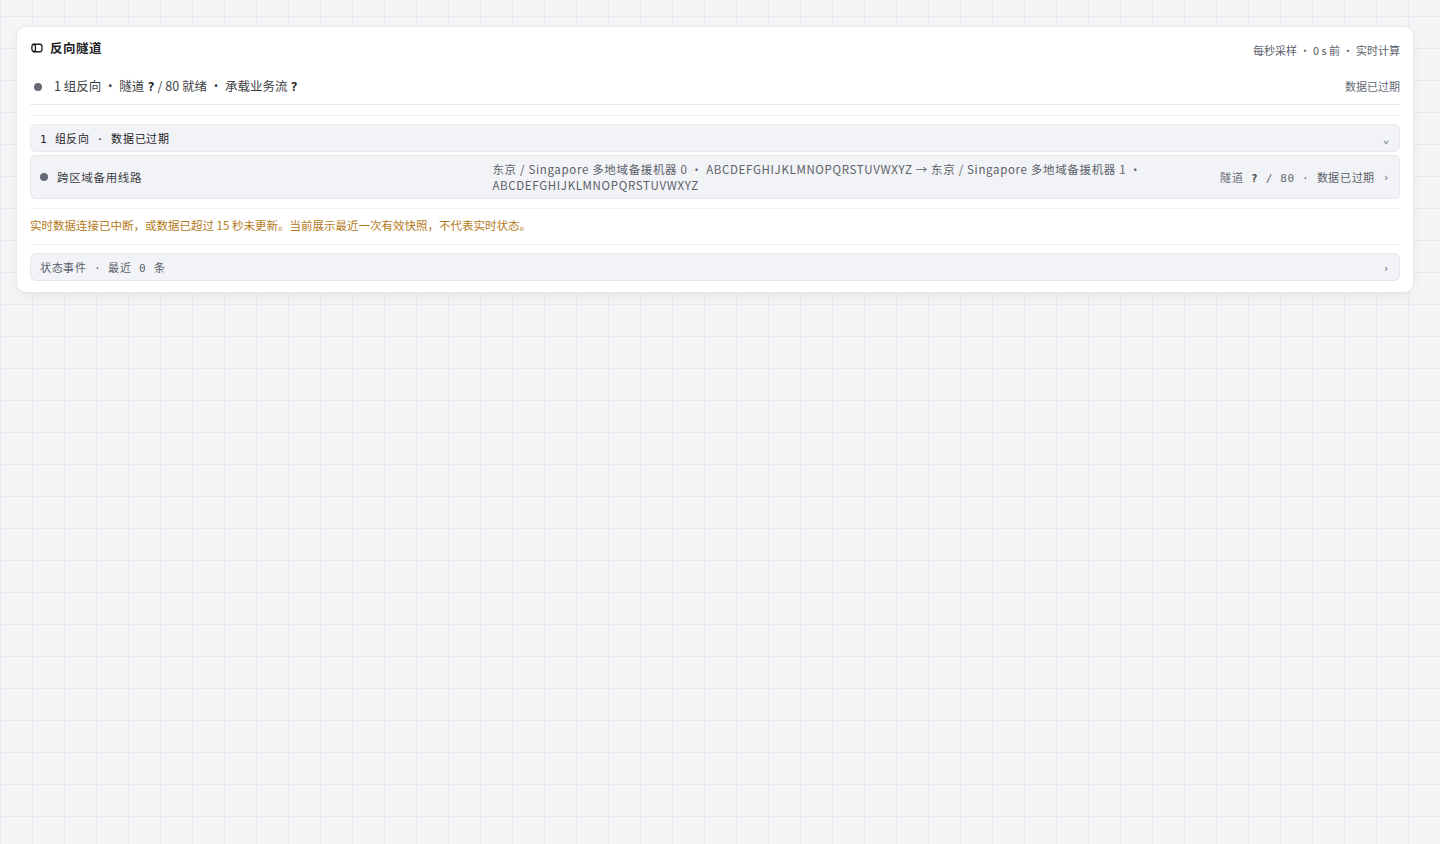 反向隧道
每秒采样 · 0 s 前 · 实时计算
1 组反向 · 隧道 ? / 80 就绪 · 承载业务流 ?
数据已过期
1 组反向 · 数据已过期
跨区域备用线路
东京 / Singapore 多地域备援机器 0 · ABCDEFGHIJKLMNOPQRSTUVWXYZ → 东京 / Singapore 多地域备援机器 1 ·
ABCDEFGHIJKLMNOPQRSTUVWXYZ
隧道 ? / 80 · 数据已过期
实时数据连接已中断，或数据已超过 15 秒未更新。当前展示最近一次有效快照，不代表实时状态。
状态事件 · 最近 0 条